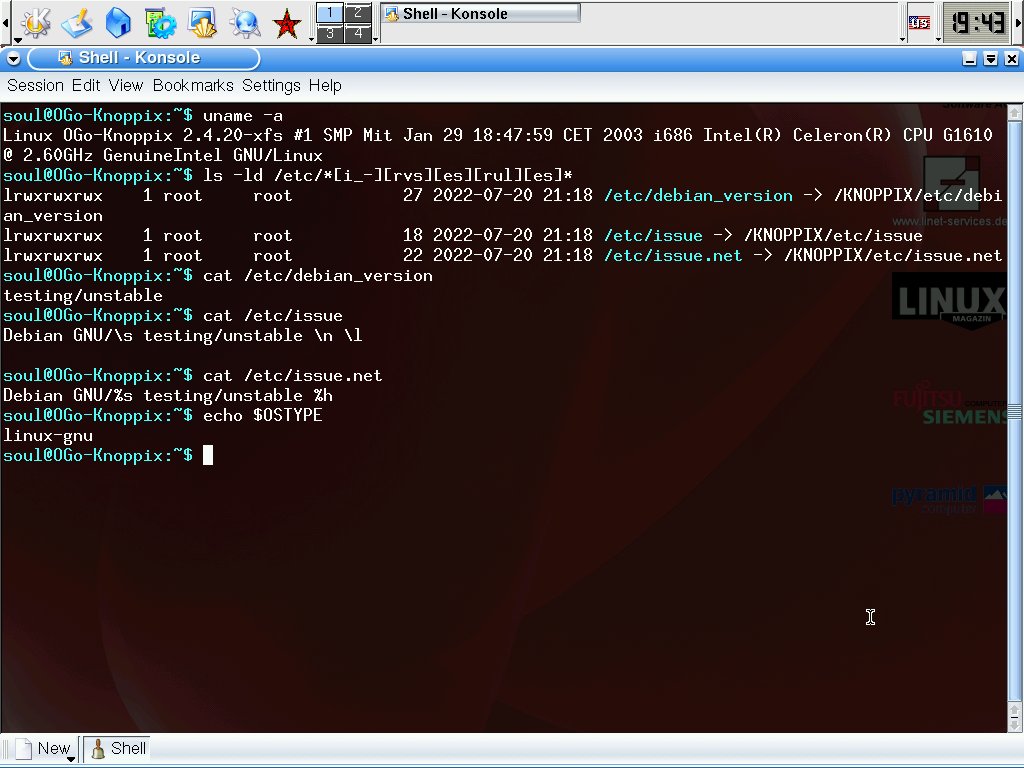 1 2
3 4
Shell - Konsole
us
19:43
Shell - Konsole
Session Edit View Bookmarks Settings Help
soul@OGo-Knoppix:~$ uname -a
Linux OGo-Knoppix 2.4.20-xfs #1 SMP Mit Jan 29 18:47:59 CET 2003 i686 Intel(R) Celeron(R) CPU G1610
@ 2.60GHz GenuineIntel GNU/Linux
soul@OGo-Knoppix:~$ ls -ld /etc/*[i_-][rvs][es][rul][es]*
lrwxrwxrwx 1 root root 27 2022-07-20 21:18 /etc/debian_version -> /KNOPPIX/etc/debi
an_version
lrwxrwxrwx 1 root root 18 2022-07-20 21:18 /etc/issue -> /KNOPPIX/etc/issue
lrwxrwxrwx 1 root root 22 2022-07-20 21:18 /etc/issue.net -> /KNOPPIX/etc/issue.net
soul@OGo-Knoppix:~$ cat /etc/debian_version
testing/unstable
soul@OGo-Knoppix:~$ cat /etc/issue
Debian GNU/\s testing/unstable \n \l
soul@OGo-Knoppix:~$ cat /etc/issue.net
Debian GNU/%s testing/unstable %h
soul@OGo-Knoppix:~$ echo $OSTYPE
linux-gnu
soul@OGo-Knoppix:~$
www.linet-services.de
LINUX
MAGAZIN
FUJITSU COMPUTERS
SIEMENS
pyramid
computer
New Shell